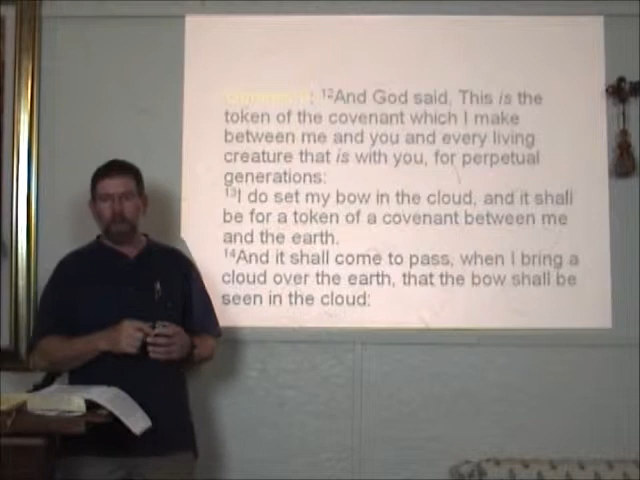 : ¹²And God said, This is the
token of the covenant which I make
between me and you and every living
creature that is with you, for perpetual
generations:
¹³I do set my bow in the cloud, and it shall
be for a token of a covenant between me
and the earth.
¹⁴And it shall come to pass, when I bring a
cloud over the earth, that the bow shall be
seen in the cloud: